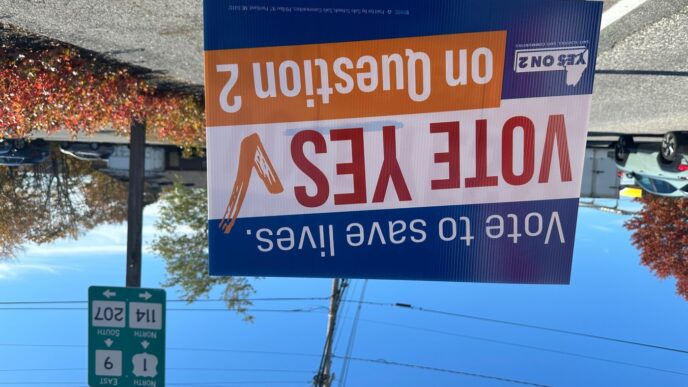 Vote to save lives.
VOTE YES
on Question 2
YES ON 2
NORTH EAST
1 9
NORTH SOUTH
114 207